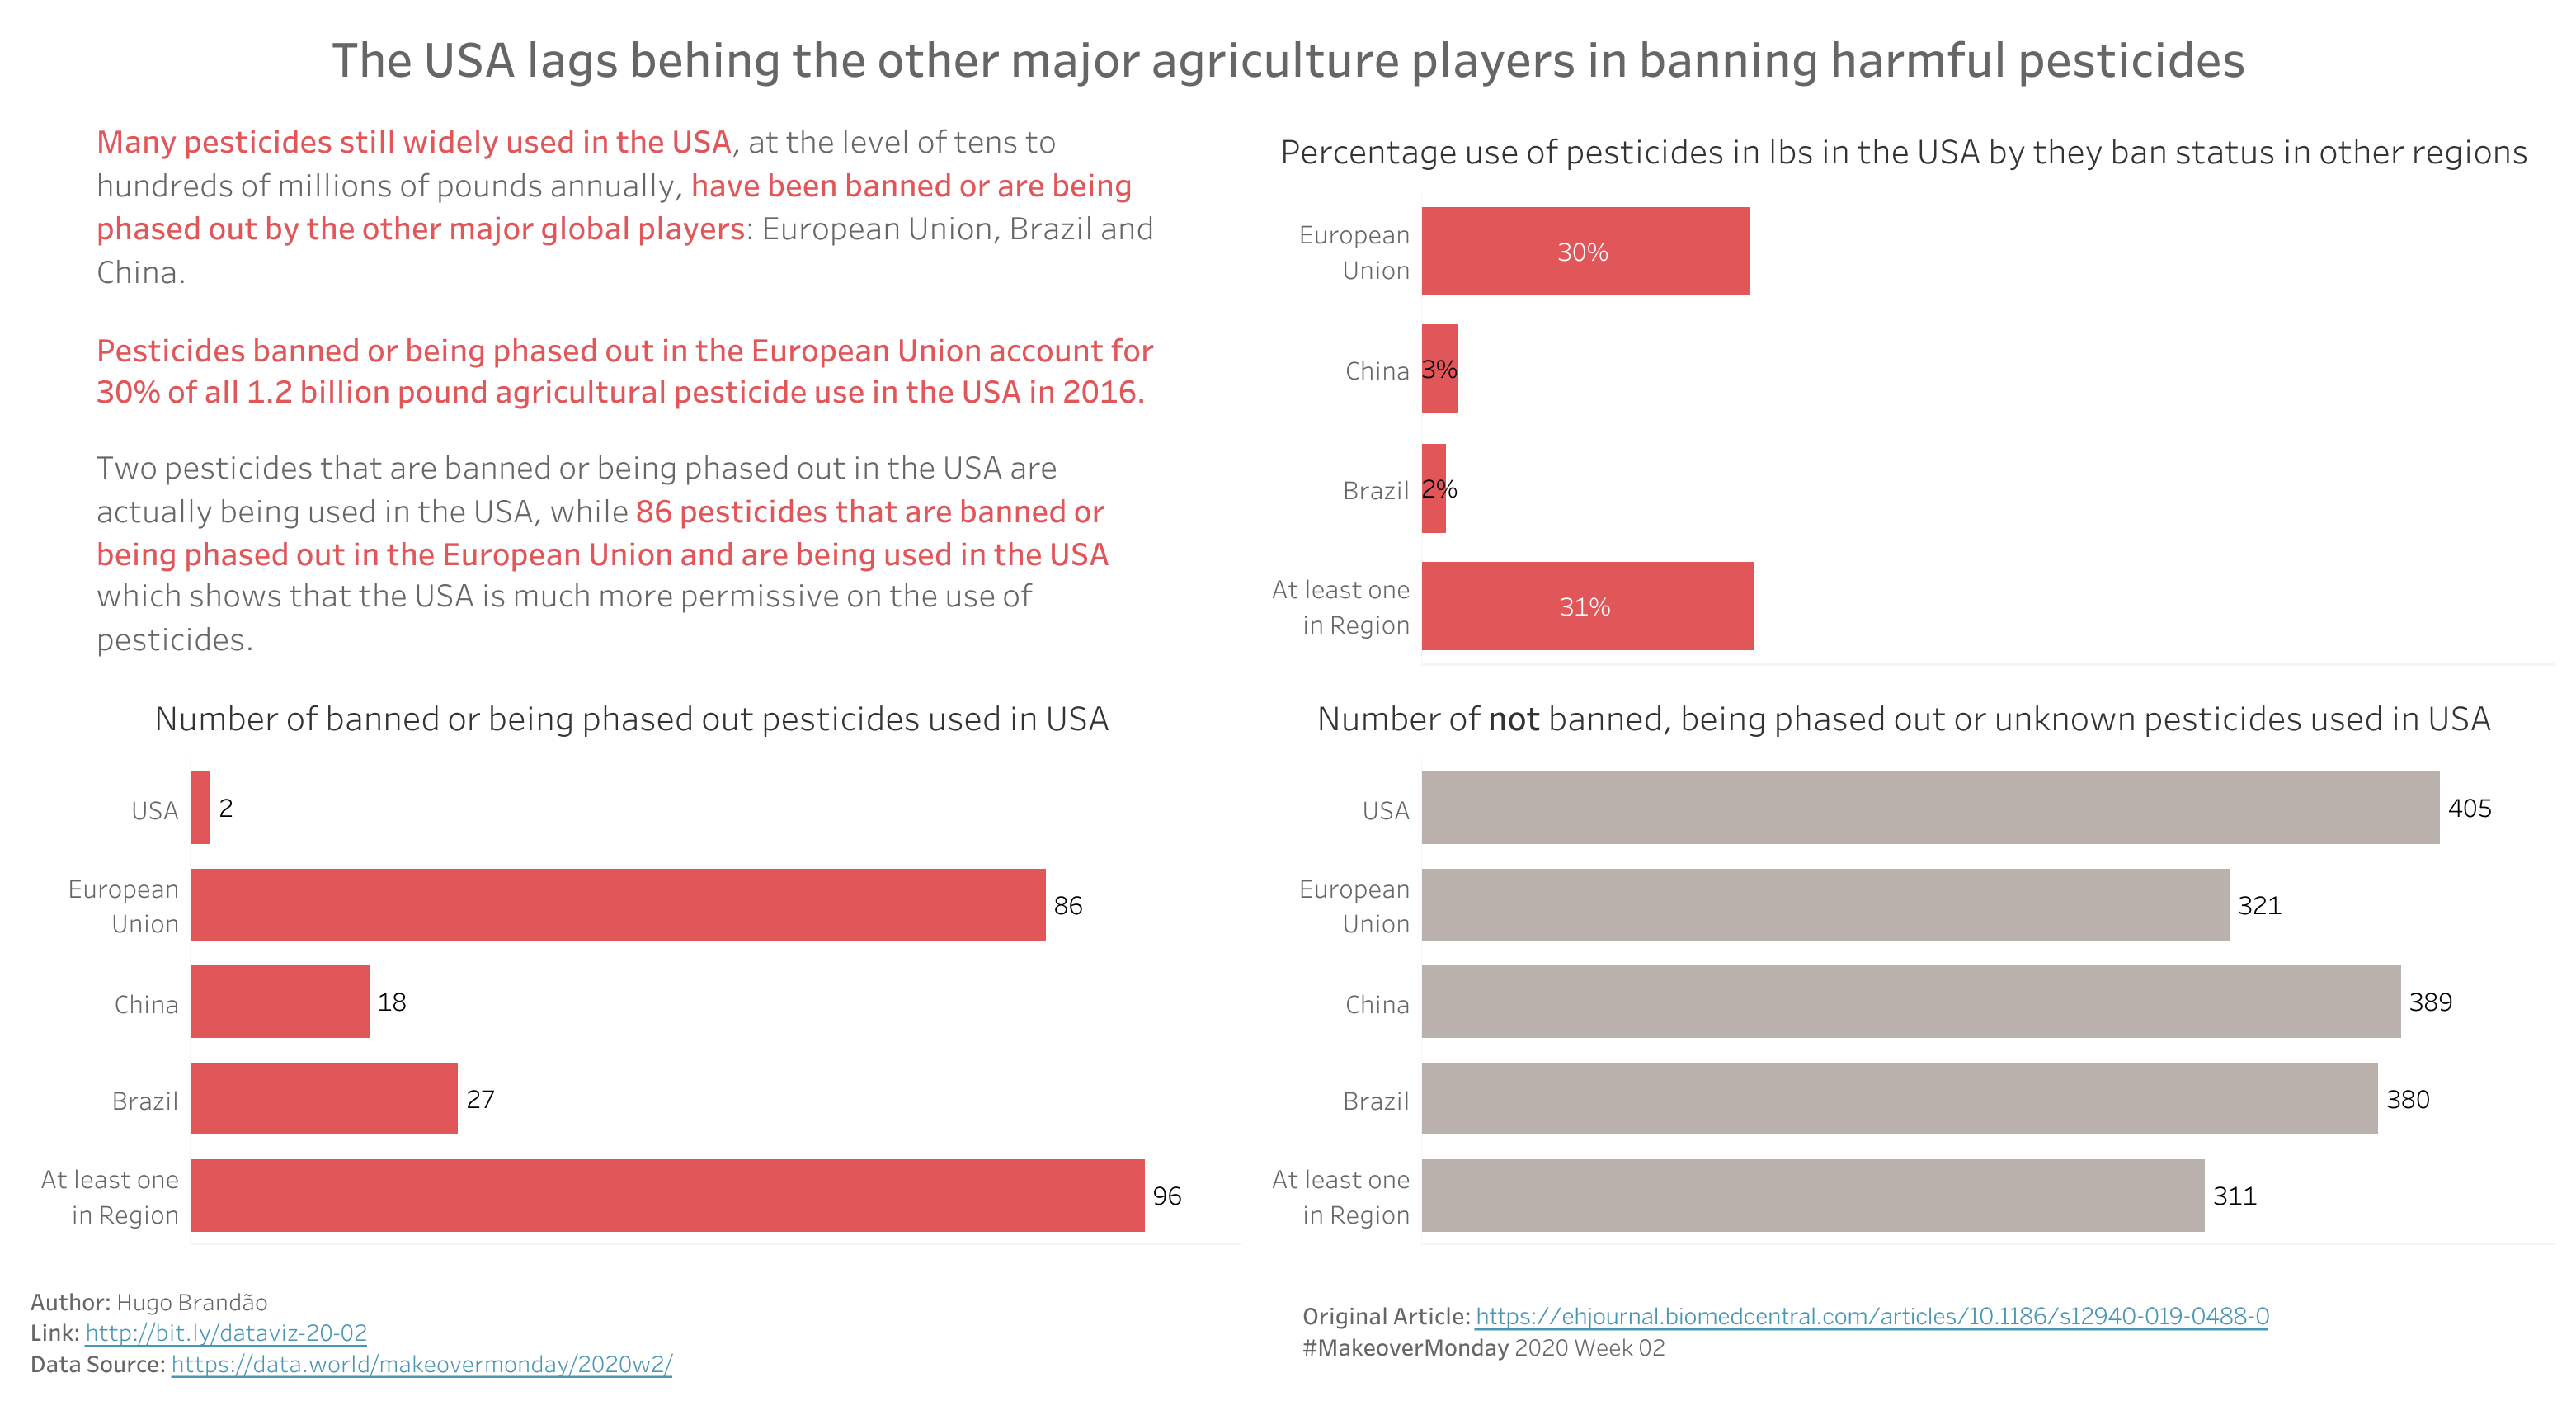 The USA lags behing the other major agriculture players in banning harmful pesticides
Many pesticides still widely used in the USA, at the level of tens to
hundreds of millions of pounds annually, have been banned or are being
phased out by the other major global players: European Union, Brazil and
China.
Pesticides banned or being phased out in the European Union account for
30% of all 1.2 billion pound agricultural pesticide use in the USA in 2016.
Two pesticides that are banned or being phased out in the USA are
actually being used in the USA, while 86 pesticides that are banned or
being phased out in the European Union and are being used in the USA
which shows that the USA is much more permissive on the use of
pesticides.
Percentage use of pesticides in lbs in the USA by they ban status in other regions
European
Union
30%
China
3%
Brazil
2%
At least one
in Region
31%
Number of banned or being phased out pesticides used in USA
USA
2
European
Union
86
China
18
Brazil
27
At least one
in Region
96
Number of not banned, being phased out or unknown pesticides used in USA
USA
405
European
Union
321
China
389
Brazil
380
At least one
in Region
311
Author: Hugo Brandão
Link: http://bit.ly/dataviz-20-02
Data Source: https://data.world/makeovermonday/2020w2/
Original Article: https://ehjournal.biomedcentral.com/articles/10.1186/s12940-019-0488-0
#MakeoverMonday 2020 Week 02